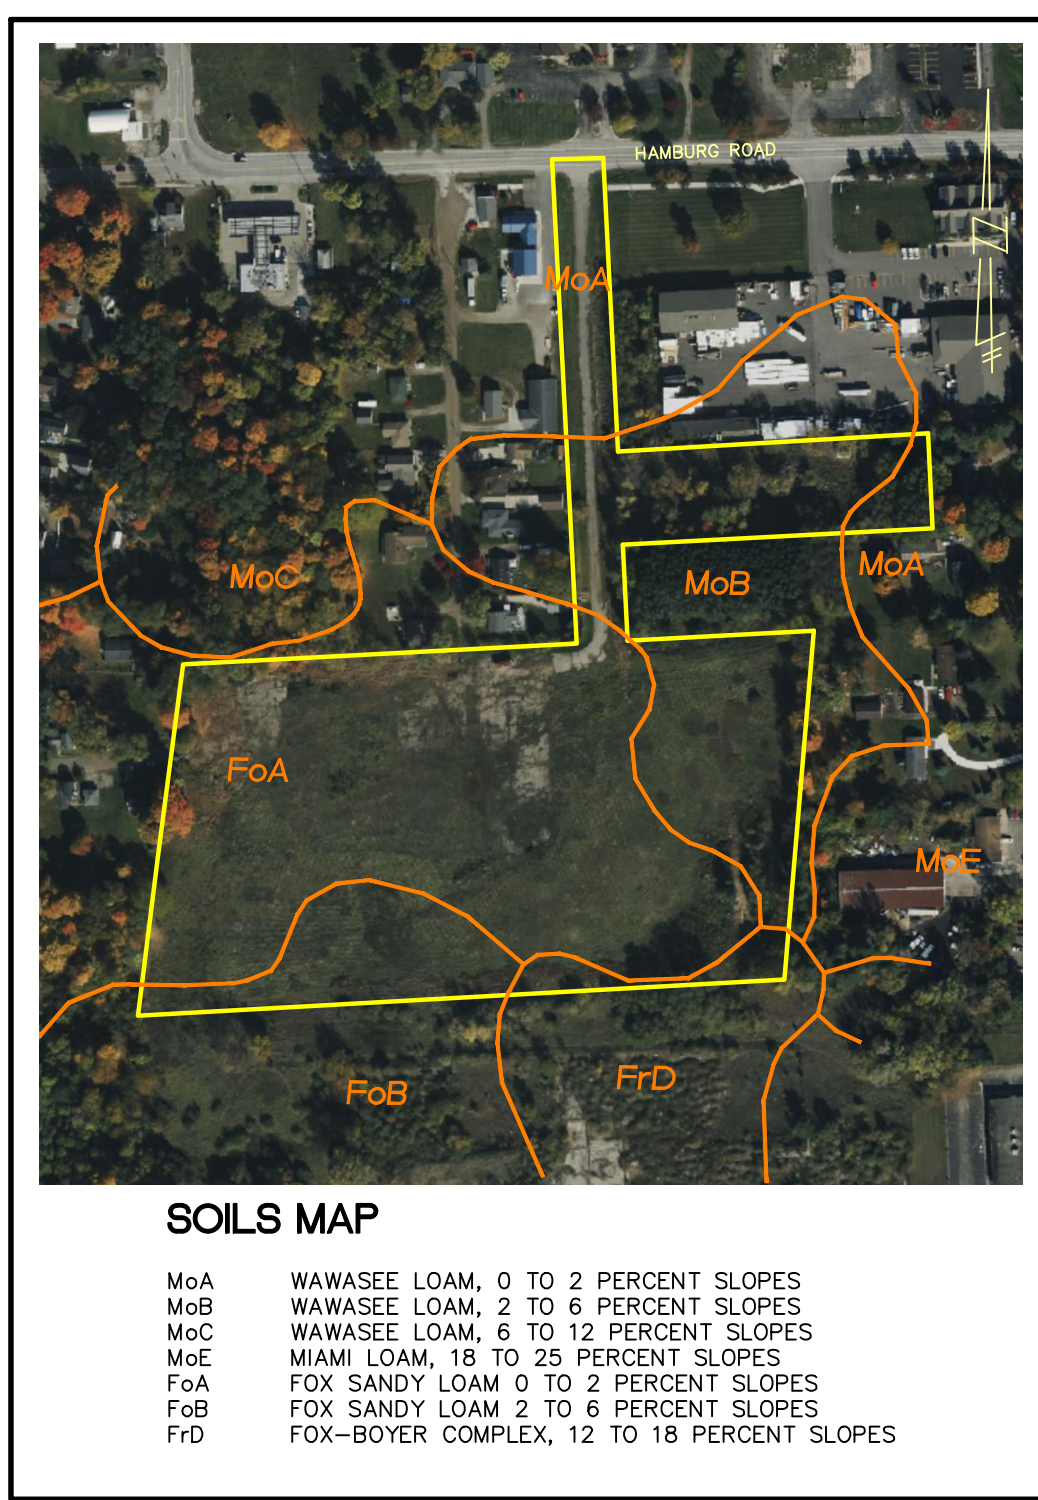 HAMBURG ROAD
MoA
MoC
MoB
MoA
FoA
MoE
FoB
FrD
SOILS MAP
MoA WAWASEE LOAM, 0 TO 2 PERCENT SLOPES
MoB WAWASEE LOAM, 2 TO 6 PERCENT SLOPES
MoC WAWASEE LOAM, 6 TO 12 PERCENT SLOPES
MoE MIAMI LOAM, 18 TO 25 PERCENT SLOPES
FoA FOX SANDY LOAM 0 TO 2 PERCENT SLOPES
FoB FOX SANDY LOAM 2 TO 6 PERCENT SLOPES
FrD FOX-BOYER COMPLEX, 12 TO 18 PERCENT SLOPES